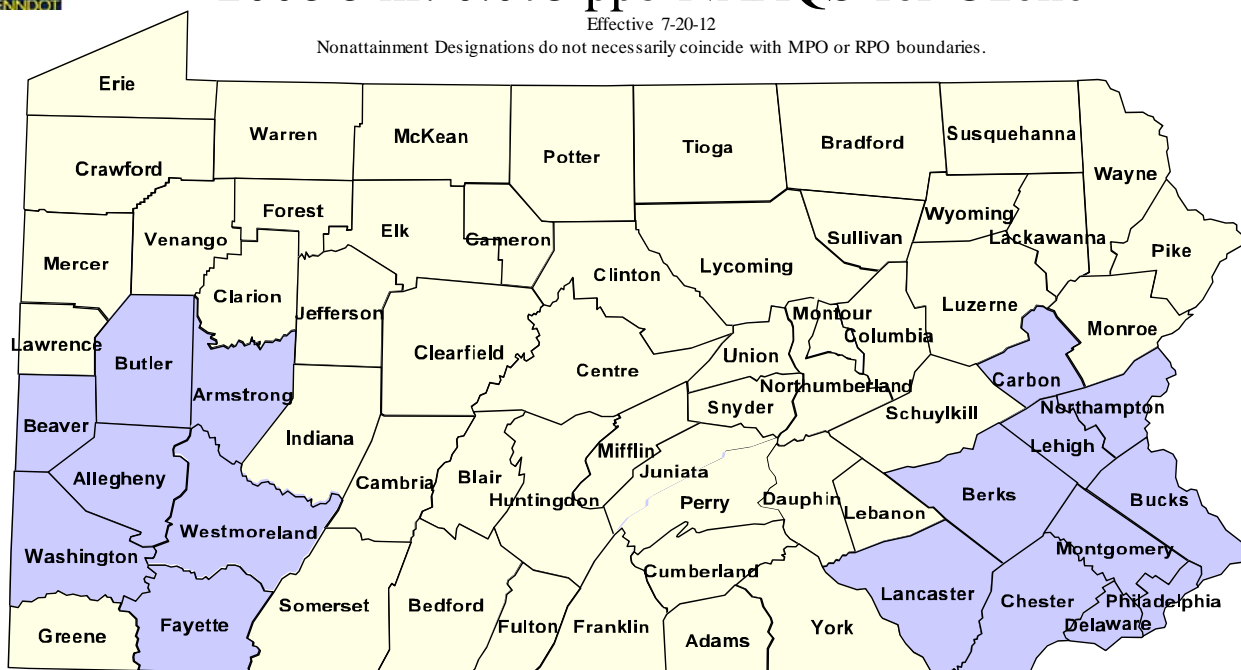 Effective 7-20-12
Nonattainment Designations do not necessarily coincide with MPO or RPO boundaries.
Erie
Warren
McKean
Potter
Tioga
Bradford
Susquehanna
Crawford
Wayne
Forest
Wyoming
Venango
Elk
Cameron
Sullivan
Lackawanna
Mercer
Clinton
Lycoming
Pike
Clarion
Jefferson
Luzerne
Montour
Monroe
Lawrence
Columbia
Butler
Clearfield
Union
Centre
Carbon
Armstrong
Northumberland
Snyder
Northampton
Schuylkill
Beaver
Indiana
Lehigh
Mifflin
Allegheny
Blair
Juniata
Cambria
Huntingdon
Perry
Dauphin
Berks
Bucks
Lebanon
Westmoreland
Washington
Montgomery
Cumberland
Lancaster
Somerset
Bedford
Chester
Philadelphia
Greene
Fayette
Fulton
Franklin
Adams
York
Delaware